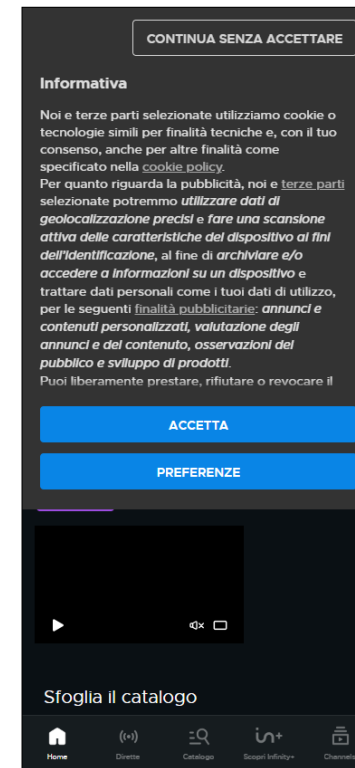 CONTINUA SENZA ACCETTARE
Informativa
Noi e terze parti selezionate utilizziamo cookie o
tecnologie simili per finalità tecniche e, con il tuo
consenso, anche per altre finalità come
specificato nella cookie policy.
Per quanto riguarda la pubblicità, noi e terze parti
selezionate potremmo utilizzare dati di
geolocalizzazione precisi e fare una scansione
attiva delle caratteristiche del dispositivo ai fini
dell'identificazione, al fine di archiviare e/o
accedere a informazioni su un dispositivo e
trattare dati personali come i tuoi dati di utilizzo,
per le seguenti finalità pubblicitarie: annunci e
contenuti personalizzati, valutazione degli
annunci e del contenuto, osservazioni del
pubblico e sviluppo di prodotti.
Puoi liberamente prestare, rifiutare o revocare il
ACCETTA
PREFERENZE
Sfoglia il catalogo
Home
Dirette
Catalogo
Scopri Infinity+
Channels